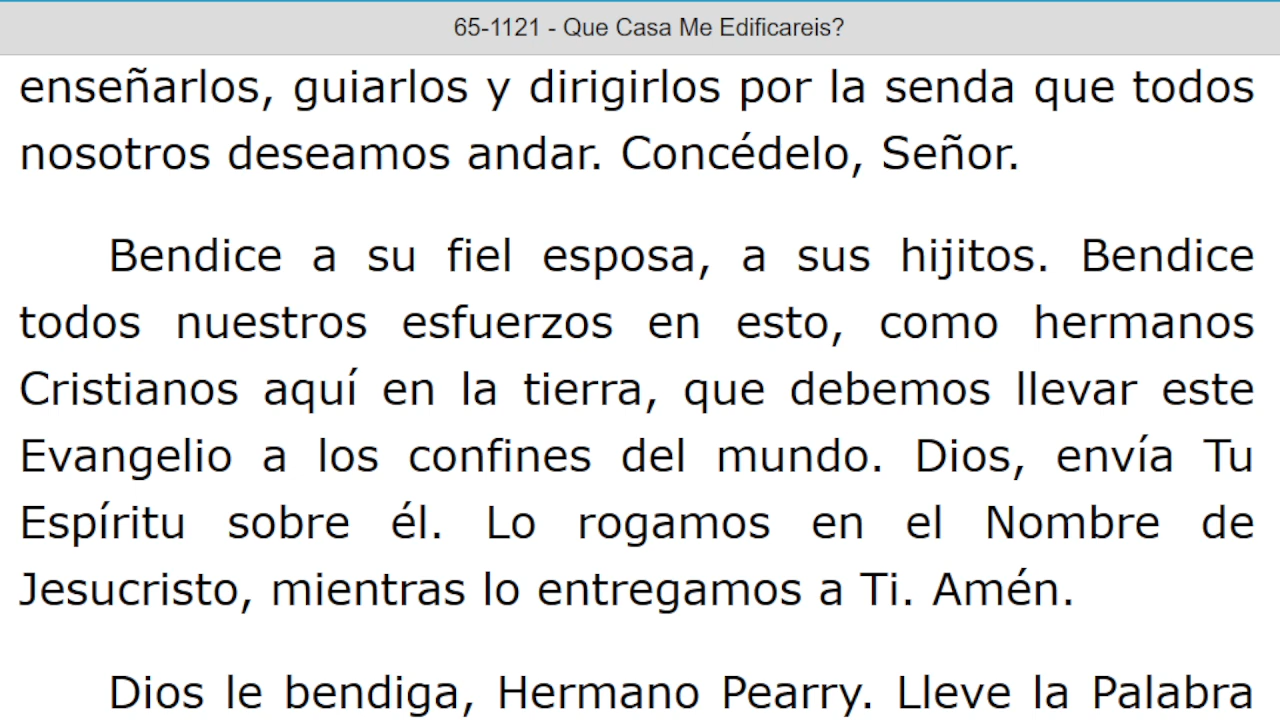 65-1121 - Que Casa Me Edificareis?
enseñarlos, guiarlos y dirigirlos por la senda que todos
nosotros deseamos andar. Concédelo, Señor.
Bendice a su fiel esposa, a sus hijitos. Bendice
todos nuestros esfuerzos en esto, como hermanos
Cristianos aquí en la tierra, que debemos llevar este
Evangelio a los confines del mundo. Dios, envía Tu
Espíritu sobre él. Lo rogamos en el Nombre de
Jesucristo, mientras lo entregamos a Ti. Amén.
Dios le bendiga, Hermano Pearry. Lleve la Palabra